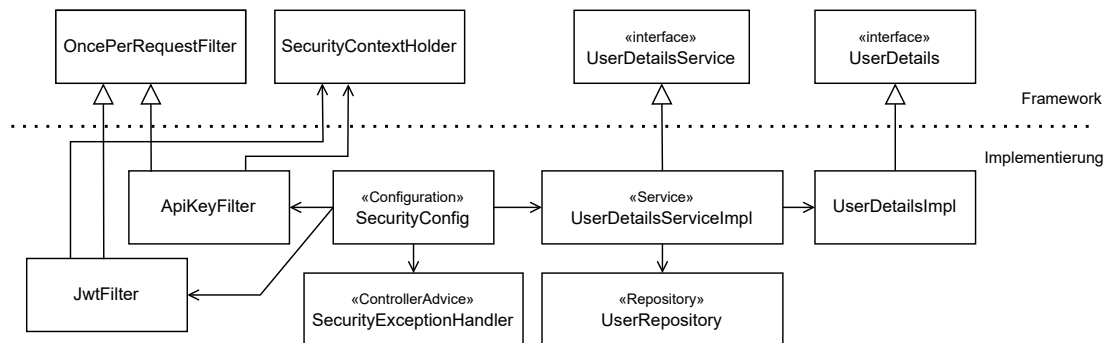 OncePerRequestFilter
SecurityContextHolder
«interface»
UserDetailsService
«interface»
UserDetails
Framework
Implementierung
ApiKeyFilter
«Configuration»
SecurityConfig
«Service»
UserDetailsServiceImpl
UserDetailsImpl
JwtFilter
«ControllerAdvice»
SecurityExceptionHandler
«Repository»
UserRepository